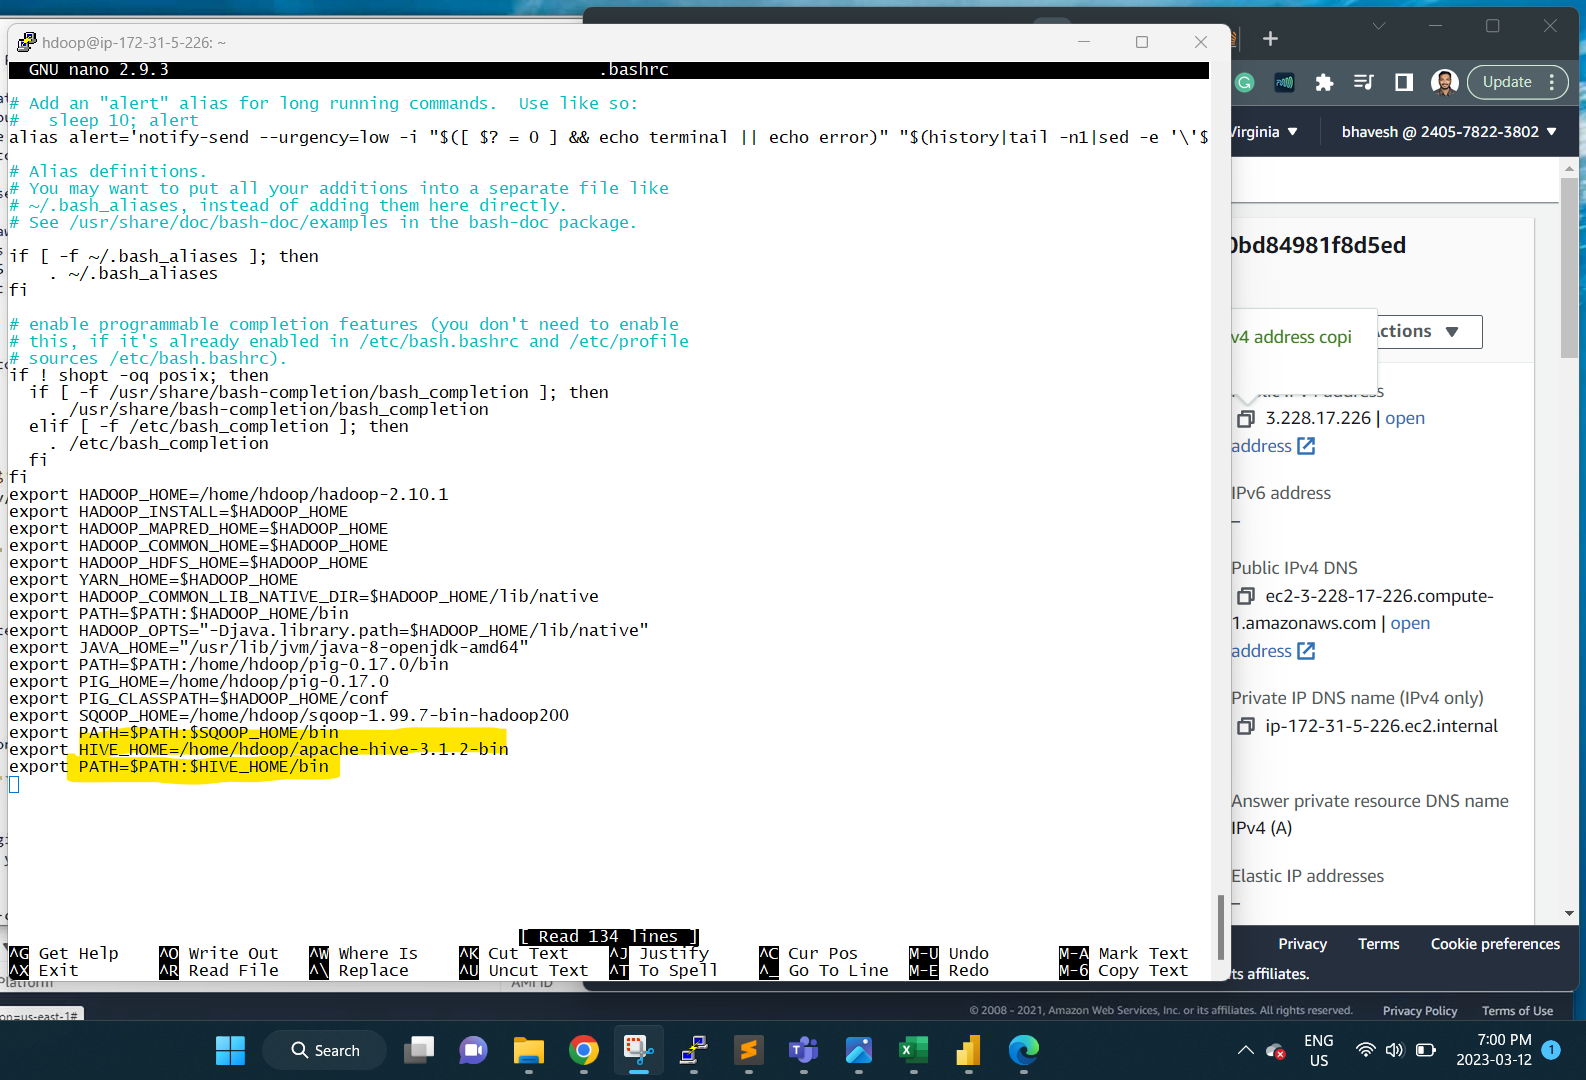 hdoop@ip-172-31-5-226: ~
GNU nano 2.9.3 .bashrc
# Add an "alert" alias for long running commands.  Use like so:
#   sleep 10; alert
alias alert='notify-send --urgency=low -i "$([ $? = 0 ] && echo terminal || echo error)" "$(history|tail -n1|sed -e '\'$
# Alias definitions.
# You may want to put all your additions into a separate file like
# ~/.bash_aliases, instead of adding them here directly.
# See /usr/share/doc/bash-doc/examples in the bash-doc package.
if [ -f ~/.bash_aliases ]; then
    . ~/.bash_aliases
fi
# enable programmable completion features (you don't need to enable
# this, if it's already enabled in /etc/bash.bashrc and /etc/profile
# sources /etc/bash.bashrc).
if ! shopt -oq posix; then
  if [ -f /usr/share/bash-completion/bash_completion ]; then
    . /usr/share/bash-completion/bash_completion
  elif [ -f /etc/bash_completion ]; then
    . /etc/bash_completion
  fi
fi
export HADOOP_HOME=/home/hdoop/hadoop-2.10.1
export HADOOP_INSTALL=$HADOOP_HOME
export HADOOP_MAPRED_HOME=$HADOOP_HOME
export HADOOP_COMMON_HOME=$HADOOP_HOME
export HADOOP_HDFS_HOME=$HADOOP_HOME
export YARN_HOME=$HADOOP_HOME
export HADOOP_COMMON_LIB_NATIVE_DIR=$HADOOP_HOME/lib/native
export PATH=$PATH:$HADOOP_HOME/bin
export HADOOP_OPTS="-Djava.library.path=$HADOOP_HOME/lib/native"
export JAVA_HOME="/usr/lib/jvm/java-8-openjdk-amd64"
export PATH=$PATH:/home/hdoop/pig-0.17.0/bin
export PIG_HOME=/home/hdoop/pig-0.17.0
export PIG_CLASSPATH=$HADOOP_HOME/conf
export SQOOP_HOME=/home/hdoop/sqoop-1.99.7-bin-hadoop200
export PATH=$PATH:$SQOOP_HOME/bin
export HIVE_HOME=/home/hdoop/apache-hive-3.1.2-bin
export PATH=$PATH:$HIVE_HOME/bin
[ Read 134 lines ]
^G Get Help ^O Write Out ^W Where Is ^K Cut Text ^J Justify ^C Cur Pos M-U Undo M-A Mark Text
^X Exit ^R Read File ^\ Replace ^U Uncut Text ^T To Spell ^_ Go To Line M-E Redo M-6 Copy Text
Update
Virginia bhavesh @ 2405-7822-3802
0bd84981f8d5ed
v4 address copi
Actions
3.228.17.226 | open
address
IPv6 address
–
Public IPv4 DNS
ec2-3-228-17-226.compute-
1.amazonaws.com | open
address
Private IP DNS name (IPv4 only)
ip-172-31-5-226.ec2.internal
Answer private resource DNS name
IPv4 (A)
Elastic IP addresses
–
Privacy Terms Cookie preferences
its affiliates.
Platform AMI ID
on=us-east-1#
© 2008 - 2021, Amazon Web Services, Inc. or its affiliates. All rights reserved. Privacy Policy Terms of Use
Search
ENG
US
7:00 PM
2023-03-12
1